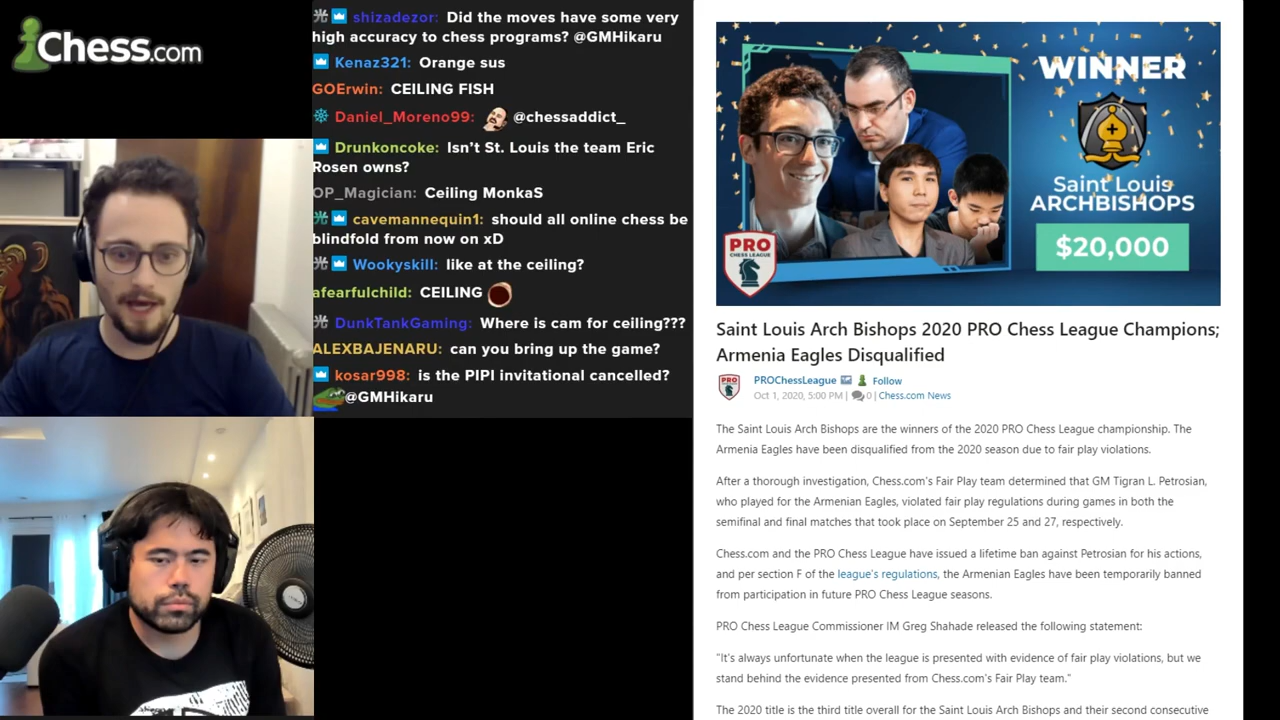 Chess.com
shizadezor: Did the moves have some very
high accuracy to chess programs? @GMHikaru
Kenaz321: Orange sus
GOErwin: CEILING FISH
Daniel_Moreno99: @chessaddict_
Drunkoncoke: Isn't St. Louis the team Eric
Rosen owns?
OP_Magician: Ceiling MonkaS
cavemannequin1: should all online chess be
blindfold from now on xD
Wookyskill: like at the ceiling?
afearfulchild: CEILING
DunkTankGaming: Where is cam for ceiling???
ALEXBAJENARU: can you bring up the game?
kosar998: is the PIPI invitational cancelled?
@GMHikaru
WINNER
Saint Louis
ARCHBISHOPS
$20,000
PRO
CHESS LEAGUE
Saint Louis Arch Bishops 2020 PRO Chess League Champions;
Armenia Eagles Disqualified
PRO
PROChessLeague Follow
Oct 1, 2020, 5:00 PM | 0 | Chess.com News
The Saint Louis Arch Bishops are the winners of the 2020 PRO Chess League championship. The
Armenia Eagles have been disqualified from the 2020 season due to fair play violations.
After a thorough investigation, Chess.com's Fair Play team determined that GM Tigran L. Petrosian,
who played for the Armenian Eagles, violated fair play regulations during games in both the
semifinal and final matches that took place on September 25 and 27, respectively.
Chess.com and the PRO Chess League have issued a lifetime ban against Petrosian for his actions,
and per section F of the league's regulations, the Armenian Eagles have been temporarily banned
from participation in future PRO Chess League seasons.
PRO Chess League Commissioner IM Greg Shahade released the following statement:
"It's always unfortunate when the league is presented with evidence of fair play violations, but we
stand behind the evidence presented from Chess.com's Fair Play team."
The 2020 title is the third title overall for the Saint Louis Arch Bishops and their second consecutive